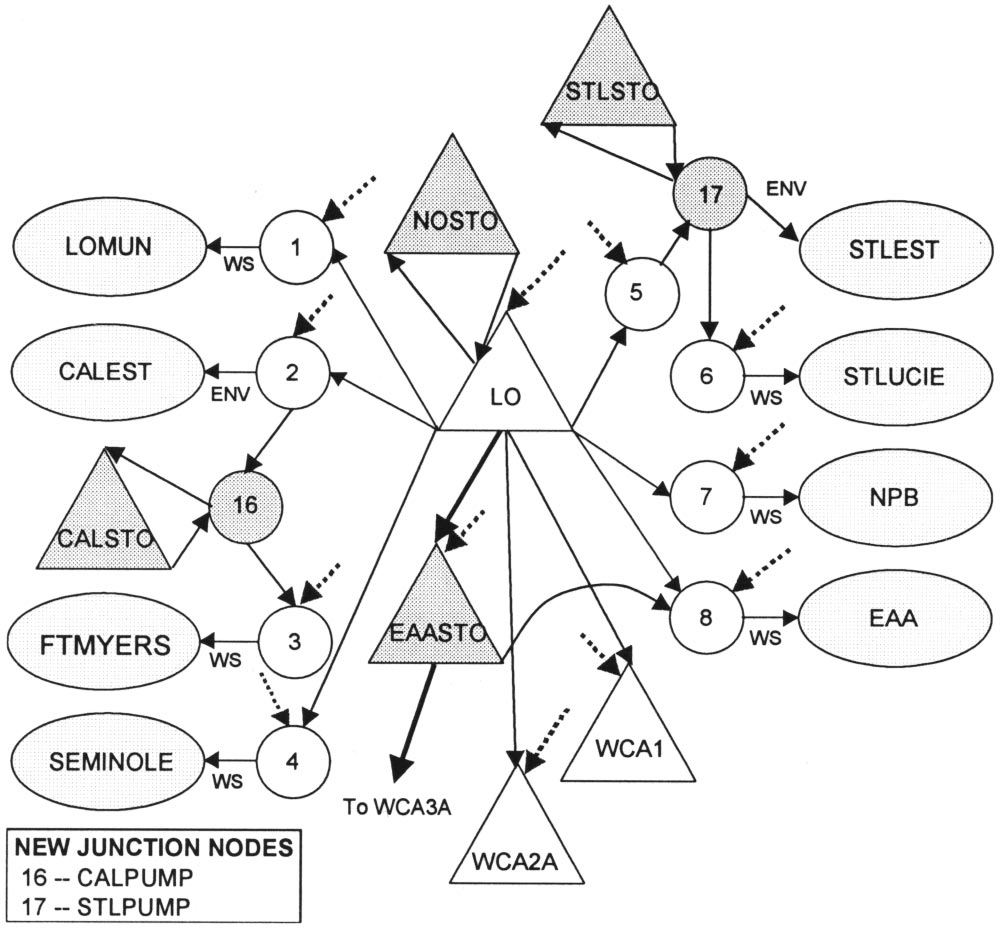 STLSTO
17
ENV
NOSTO
LOMUN
WS
1
STLEST
5
CALEST
ENV
2
LO
6
WS
STLUCIE
16
CALSTO
7
WS
NPB
FTMYERS
WS
3
EAASTO
8
WS
EAA
SEMINOLE
WS
4
WCA1
To WCA3A
WCA2A
NEW JUNCTION NODES
16 -- CALPUMP
17 -- STLPUMP